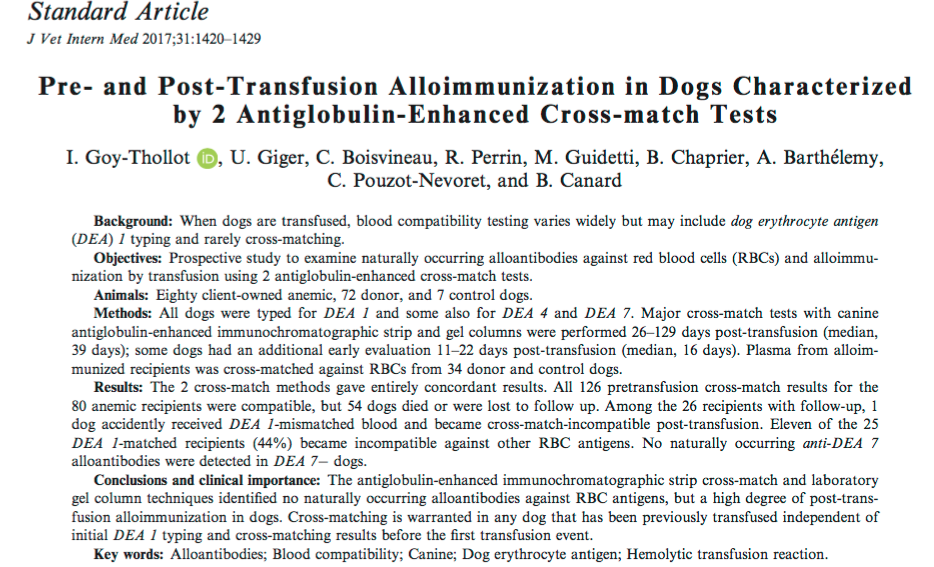 Standard Article
J Vet Intern Med 2017;31:1420–1429
Pre- and Post-Transfusion Alloimmunization in Dogs Characterized
by 2 Antiglobulin-Enhanced Cross-match Tests
I. Goy-Thollot iD, U. Giger, C. Boisvineau, R. Perrin, M. Guidetti, B. Chaprier, A. Barthélemy,
C. Pouzot-Nevoret, and B. Canard
Background: When dogs are transfused, blood compatibility testing varies widely but may include dog erythrocyte antigen
(DEA) 1 typing and rarely cross-matching.
Objectives: Prospective study to examine naturally occurring alloantibodies against red blood cells (RBCs) and alloimmu-
nization by transfusion using 2 antiglobulin-enhanced cross-match tests.
Animals: Eighty client-owned anemic, 72 donor, and 7 control dogs.
Methods: All dogs were typed for DEA 1 and some also for DEA 4 and DEA 7. Major cross-match tests with canine
antiglobulin-enhanced immunochromatographic strip and gel columns were performed 26–129 days post-transfusion (median,
39 days); some dogs had an additional early evaluation 11–22 days post-transfusion (median, 16 days). Plasma from alloim-
munized recipients was cross-matched against RBCs from 34 donor and control dogs.
Results: The 2 cross-match methods gave entirely concordant results. All 126 pretransfusion cross-match results for the
80 anemic recipients were compatible, but 54 dogs died or were lost to follow up. Among the 26 recipients with follow-up, 1
dog accidently received DEA 1-mismatched blood and became cross-match-incompatible post-transfusion. Eleven of the 25
DEA 1-matched recipients (44%) became incompatible against other RBC antigens. No naturally occurring anti-DEA 7
alloantibodies were detected in DEA 7– dogs.
Conclusions and clinical importance: The antiglobulin-enhanced immunochromatographic strip cross-match and laboratory
gel column techniques identified no naturally occurring alloantibodies against RBC antigens, but a high degree of post-trans-
fusion alloimmunization in dogs. Cross-matching is warranted in any dog that has been previously transfused independent of
initial DEA 1 typing and cross-matching results before the first transfusion event.
Key words: Alloantibodies; Blood compatibility; Canine; Dog erythrocyte antigen; Hemolytic transfusion reaction.